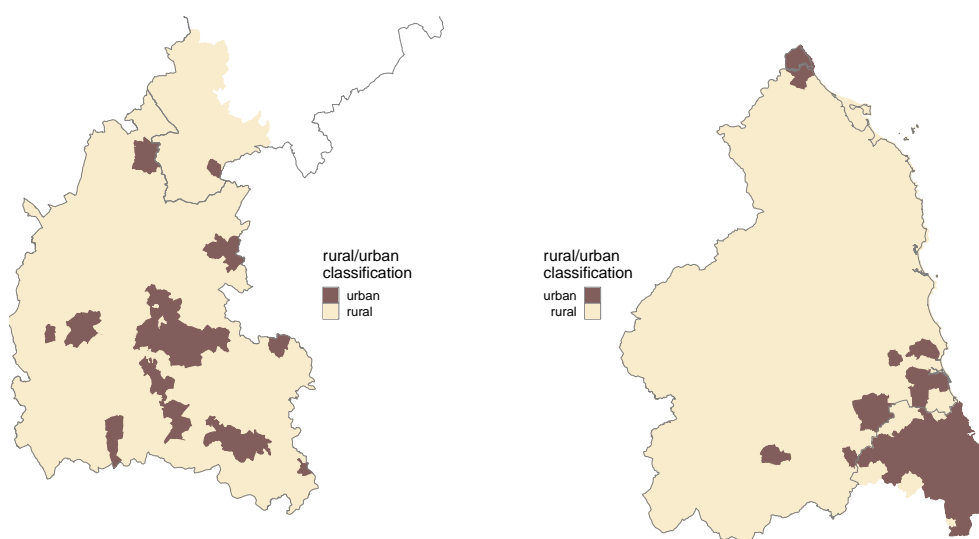 rural/urban
classification
urban
rural
rural/urban
classification
urban
rural